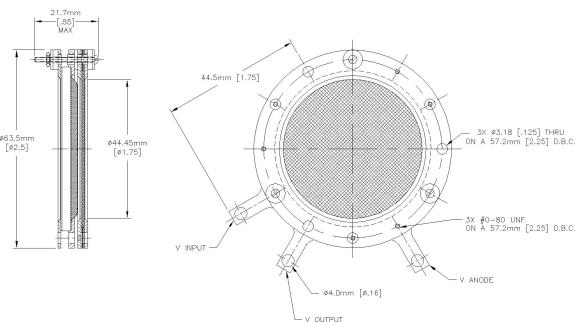 21.7mm
[.85]
MAX
ø63.5mm
[ø2.5]
ø44.45mm
[ø1.75]
44.5mm [1.75]
3X ø3.18 [.125] THRU
ON A 57.2mm [2.25] D.B.C.
3X #0-80 UNF
ON A 57.2mm [2.25] D.B.C.
V INPUT
ø4.0mm [ø.16]
V ANODE
V OUTPUT